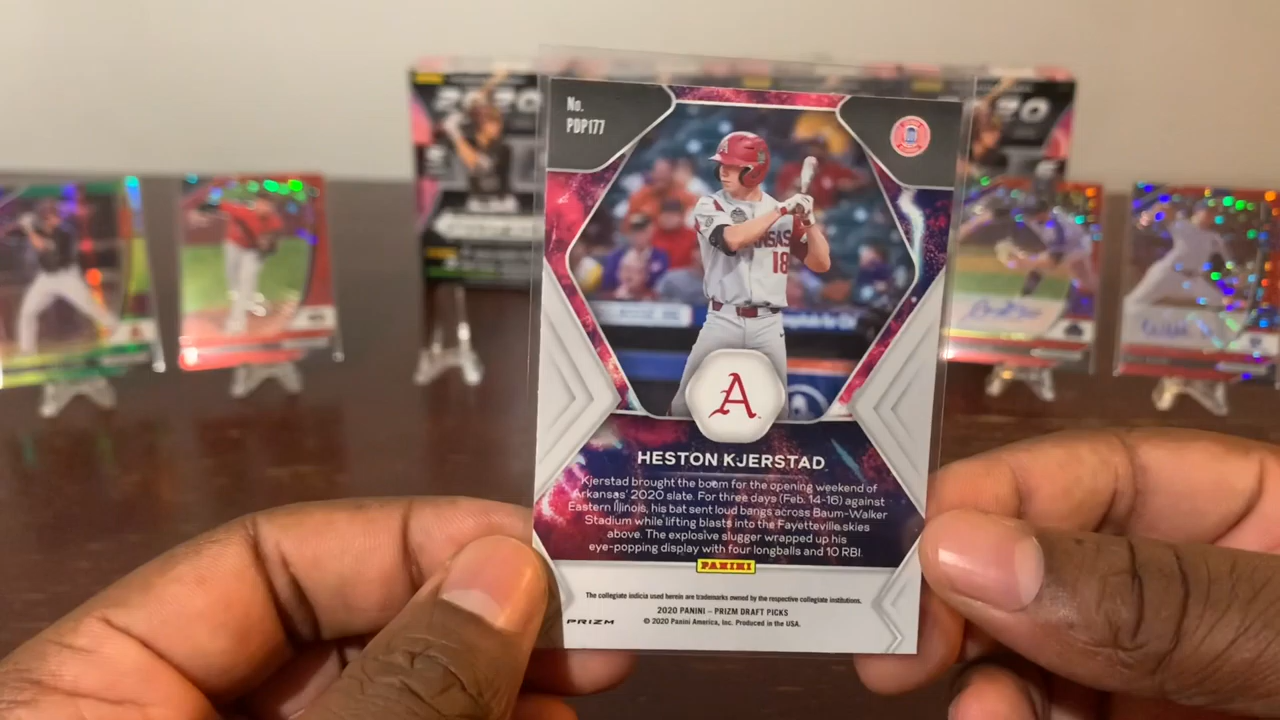 2020
20
No.
PDP177
ARKANSAS
18
A
HESTON KJERSTAD
Kjerstad brought the boom for the opening weekend of
Arkansas' 2020 slate. For three days (Feb. 14-16) against
Eastern Illinois, his bat sent loud bangs across Baum-Walker
Stadium while lifting blasts into the Fayetteville skies
above. The explosive slugger wrapped up his
eye-popping display with four longballs and 10 RBI.
PANINI
The collegiate indicia used herein are trademarks owned by the respective collegiate institutions.
2020 PANINI – PRIZM DRAFT PICKS
© 2020 Panini America, Inc. Produced in the USA.
PRIZM